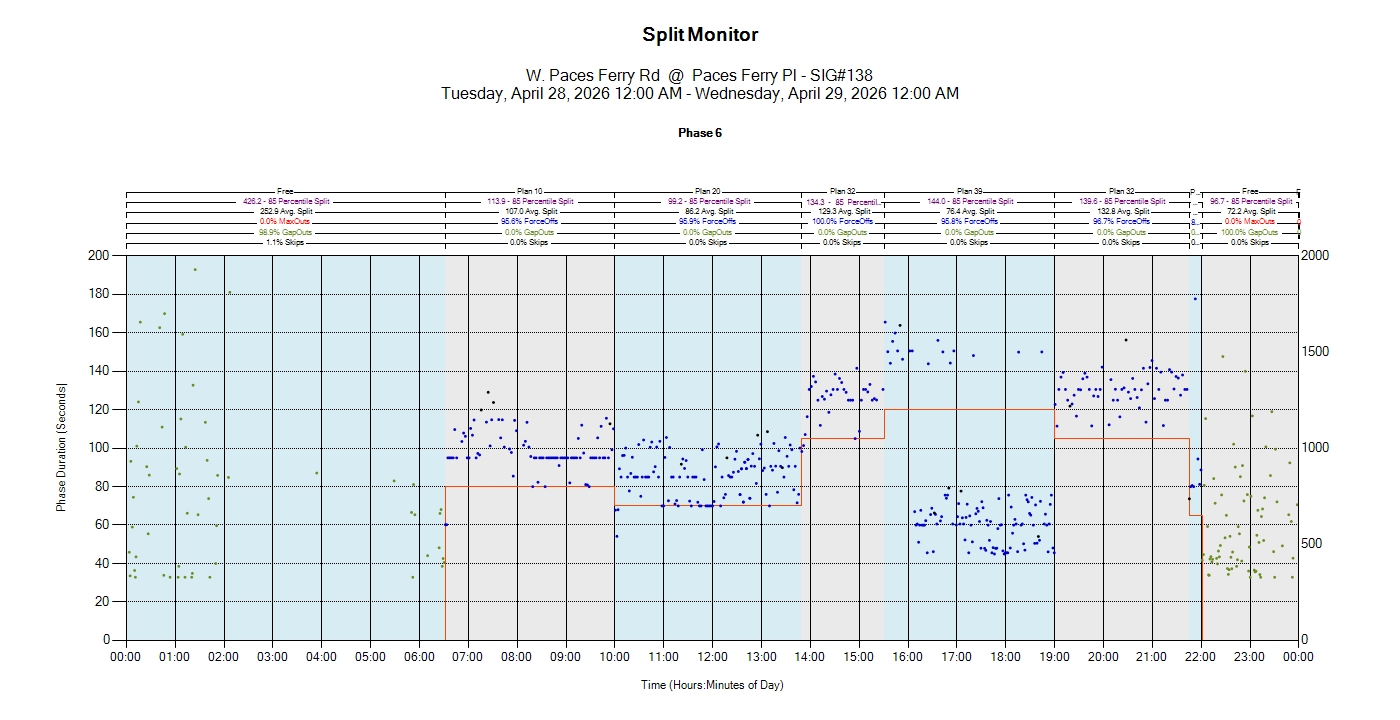 Split Monitor
W. Paces Ferry Rd @ Paces Ferry Pl - SIG#138
Tuesday, April 28, 2026 12:00 AM - Wednesday, April 29, 2026 12:00 AM
Phase 6
Free Plan 10 Plan 20 Plan 32 Plan 39 Plan 32 P... Free F
426.2 - 85 Percentile Split 113.9 - 85 Percentile Split 99.2 - 85 Percentile Split 134.3 - 85 Percentil... 144.0 - 85 Percentile Split 139.6 - 85 Percentile Split ... 96.7 - 85 Percentile Split
252.9 Avg. Split 107.0 Avg. Split 86.2 Avg. Split 129.3 Avg. Split 76.4 Avg. Split 132.8 Avg. Split ... 72.2 Avg. Split
0.0% MaxOuts 95.6% ForceOffs 95.9% ForceOffs 100.0% ForceOffs 95.8% ForceOffs 96.7% ForceOffs 8... 0.0% MaxOuts
98.9% GapOuts 0.0% GapOuts 0.0% GapOuts 0.0% GapOuts 0.0% GapOuts 0.0% GapOuts 0... 100.0% GapOuts
1.1% Skips 0.0% Skips 0.0% Skips 0.0% Skips 0.0% Skips 0.0% Skips 0... 0.0% Skips
200 2000
180
160
1500
140
120
100 1000
80
60
500
40
20
0 0
Phase Duration [Seconds]
00:00 01:00 02:00 03:00 04:00 05:00 06:00 07:00 08:00 09:00 10:00 11:00 12:00 13:00 14:00 15:00 16:00 17:00 18:00 19:00 20:00 21:00 22:00 23:00 00:00
Time (Hours:Minutes of Day)